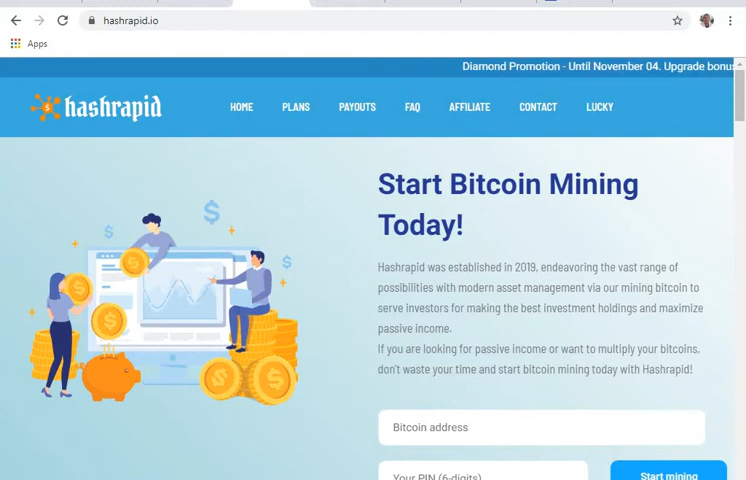 hashrapid.io
Apps
Diamond Promotion - Until November 04. Upgrade bonus
hashrapid
HOME
PLANS
PAYOUTS
FAQ
AFFILIATE
CONTACT
LUCKY
Start Bitcoin Mining
Today!
Hashrapid was established in 2019, endeavoring the vast range of
possibilities with modern asset management via our mining bitcoin to
serve investors for making the best investment holdings and maximize
passive income.
If you are looking for passive income or want to multiply your bitcoins,
don't waste your time and start bitcoin mining today with Hashrapid!
Bitcoin address
Your PIN (6-digits)
Start mining